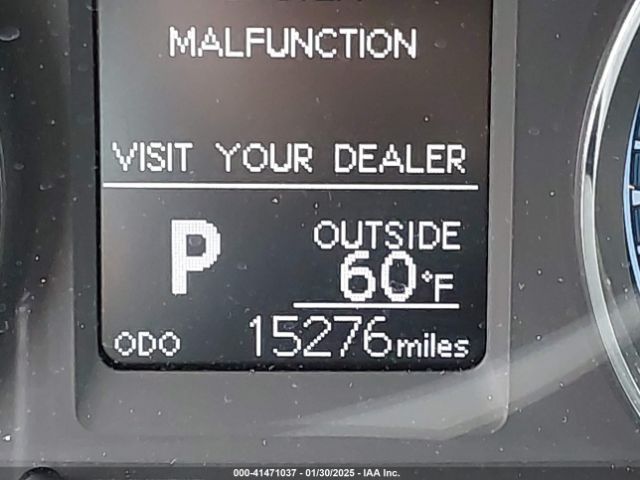 MALFUNCTION
VISIT YOUR DEALER
P
OUTSIDE
60°F
ODO 15276 miles
000-41471037 - 01/30/2025 - IAA Inc.